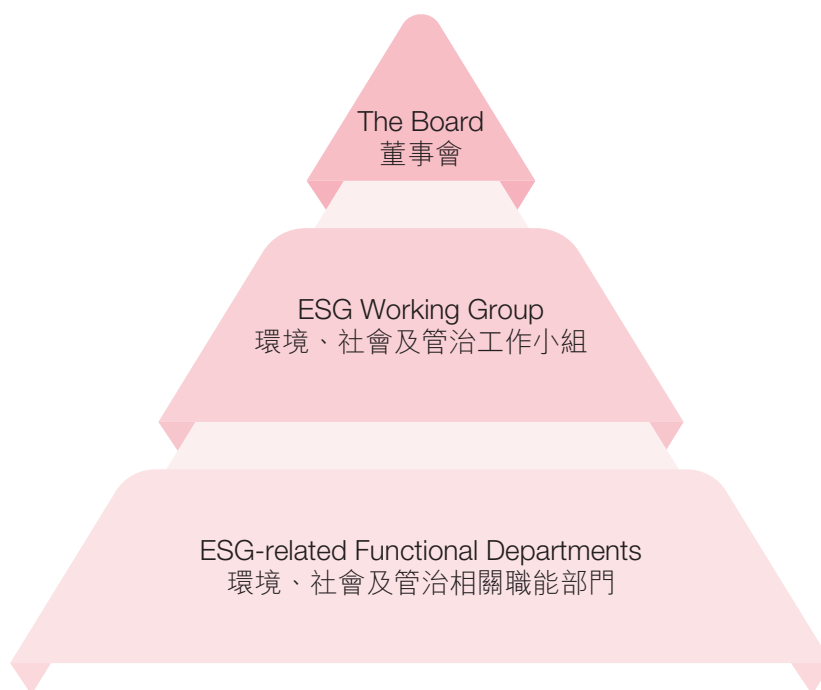 The Board
董事會
ESG Working Group
環境、社會及管治工作小組
ESG-related Functional Departments
環境、社會及管治相關職能部門